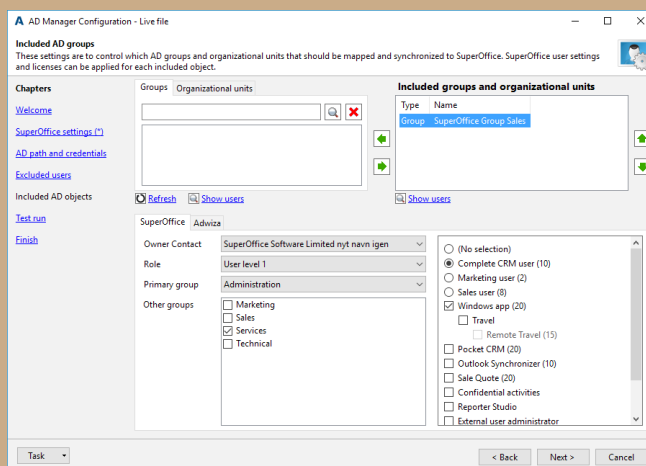 AD Manager Configuration - Live file
Included AD groups
These settings are to control which AD groups and organizational units that should be mapped and synchronized to SuperOffice. SuperOffice user settings
and licenses can be applied for each included object.
Chapters
Welcome
SuperOffice settings (*)
AD path and credentials
Excluded users
Included AD objects
Test run
Finish
Groups Organizational units
Refresh Show users
Included groups and organizational units
Type Name
Group SuperOffice Group Sales
Show users
SuperOffice Adwiza
Owner Contact SuperOffice Software Limited nyt navn igen
Role User level 1
Primary group Administration
Other groups
Marketing
Sales
Services
Technical
(No selection)
Complete CRM user (10)
Marketing user (2)
Sales user (8)
Windows app (20)
Travel
Remote Travel (15)
Pocket CRM (20)
Outlook Synchronizer (10)
Sale Quote (20)
Confidential activities
Reporter Studio
External user administrator
Task
< Back Next > Cancel